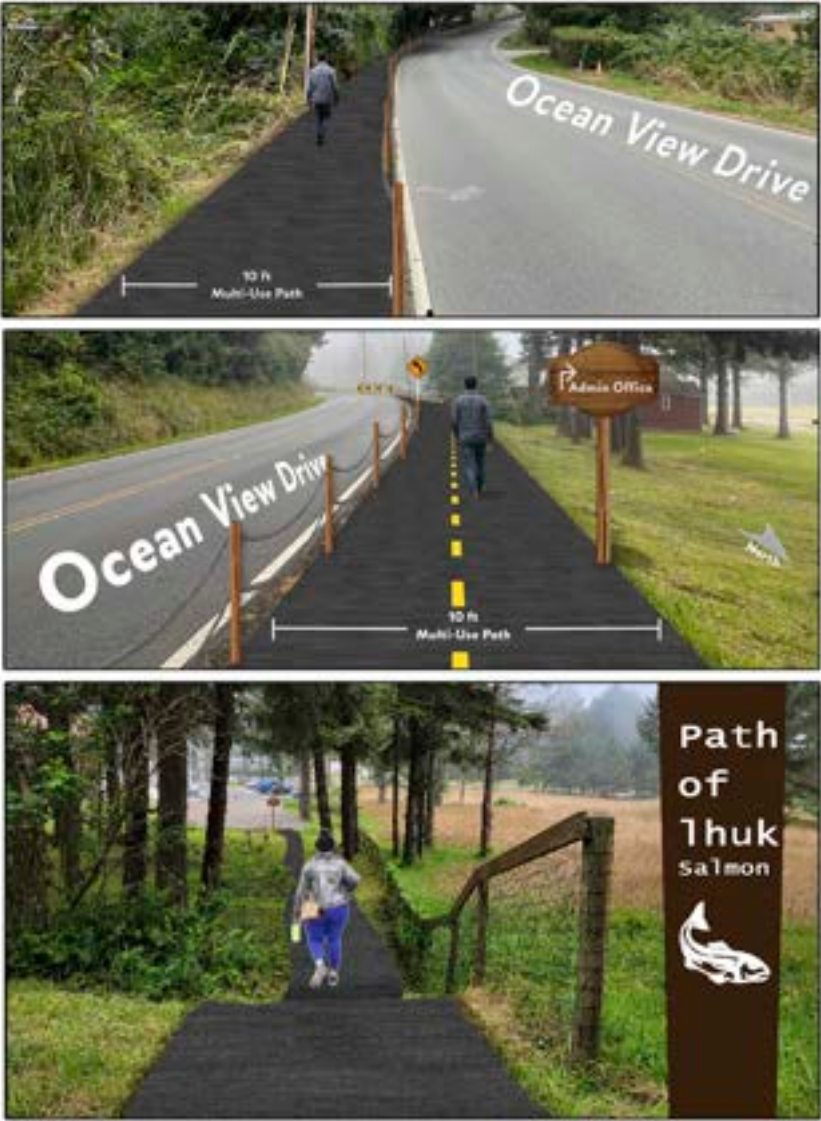 Ocean View Drive
10 ft
Multi-Use Path
Admin Office
Ocean View Drive
North
10 ft
Multi-Use Path
Path
of
lhuk
Salmon